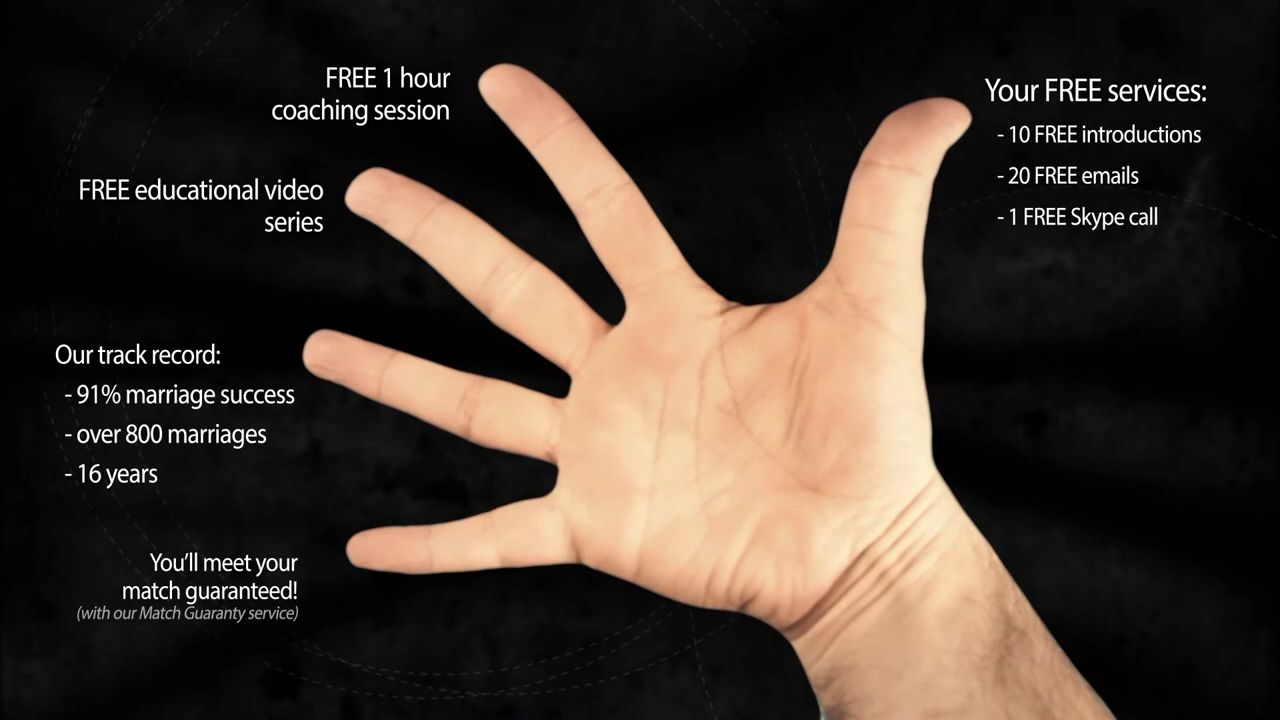 FREE 1 hour
coaching session
FREE educational video
series
Our track record:
- 91% marriage success
- over 800 marriages
- 16 years
You'll meet your
match guaranteed!
(with our Match Guaranty service)
Your FREE services:
- 10 FREE introductions
- 20 FREE emails
- 1 FREE Skype call